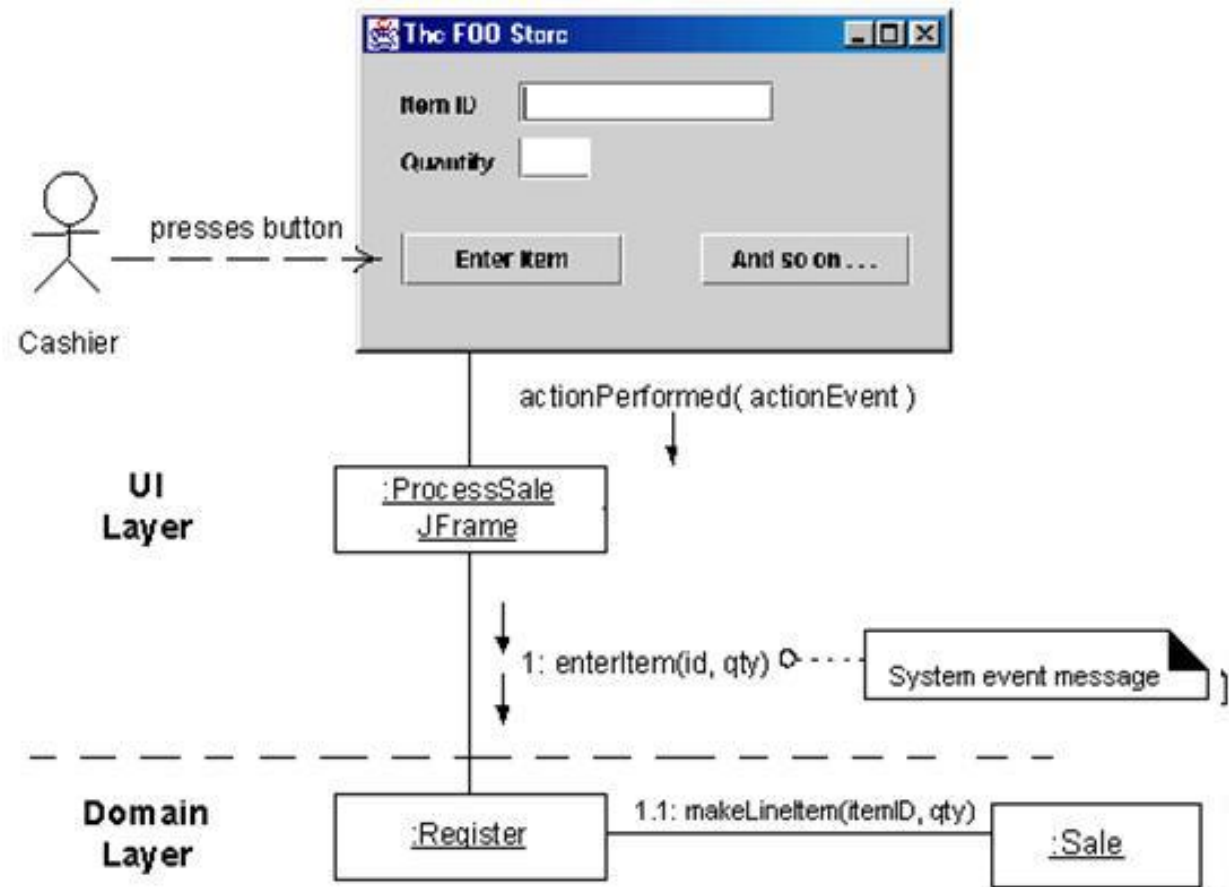 The FOO Store
Item ID
Quantity
presses button
Enter Item
And so on . . .
Cashier
actionPerformed( actionEvent )
UI
Layer
:ProcessSale
JFrame
1: enterItem(id, qty)
System event message
Domain
Layer
:Register
1.1: makeLineItem(itemID, qty)
:Sale